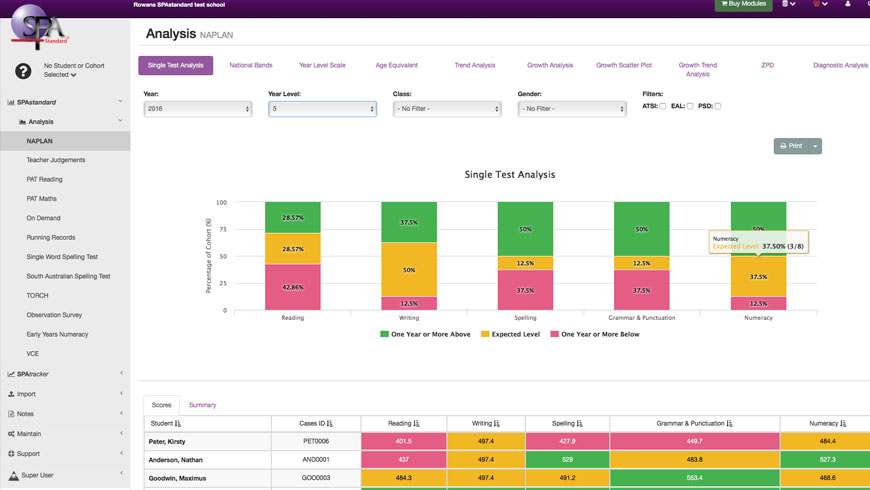 Rowans SPAstandard test school
Buy Modules
SPA
Standard
Analysis NAPLAN
No Student or Cohort
Selected
Single Test Analysis
National Bands
Year Level Scale
Age Equivalent
Trend Analysis
Growth Analysis
Growth Scatter Plot
Growth Trend
Analysis
ZPD
Diagnostic Analysis
Year:
Year Level:
Class:
Gender:
Filters:
2016
5
- No Filter -
- No Filter -
ATSI:
EAL:
PSD:
SPAstandard
Analysis
NAPLAN
Teacher Judgements
PAT Reading
PAT Maths
On Demand
Running Records
Single Word Spelling Test
South Australian Spelling Test
TORCH
Observation Survey
Early Years Numeracy
VCE
SPAtracker
Import
Notes
Maintain
Support
Super User
Print
Single Test Analysis
Percentage of Cohort (%)
100
75
50
25
0
28.57%
28.57%
42.86%
37.5%
50%
12.5%
50%
12.5%
37.5%
50%
12.5%
37.5%
50%
37.5%
12.5%
Numeracy
Expected Level: 37.50% (3/8)
Reading
Writing
Spelling
Grammar & Punctuation
Numeracy
One Year or More Above
Expected Level
One Year or More Below
Scores
Summary
Student Cases ID Reading Writing Spelling Grammar & Punctuation Numeracy
Peter, Kirsty PET0006 401.5 497.4 427.9 449.7 484.4
Anderson, Nathan AND0001 437 497.4 529 483.8 527.3
Goodwin, Maximus GOO0003 484.3 497.4 491.2 553.4 468.6